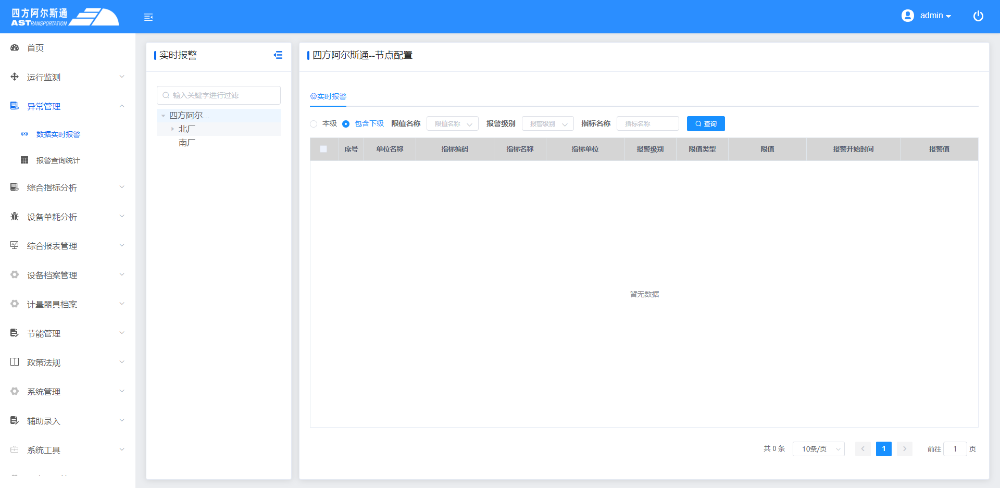 四方阿尔斯通
ASTRANSPORTATION
admin
首页
运行监测
异常管理
数据实时报警
报警查询统计
综合指标分析
设备单耗分析
综合报表管理
设备档案管理
计量器具档案
节能管理
政策法规
系统管理
辅助录入
系统工具
实时报警
输入关键字进行过滤
四方阿尔...
北厂
南厂
四方阿尔斯通--节点配置
实时报警
本级 包含下级 限值名称 限值名称 报警级别 报警级别 指标名称 指标名称 查询
序号 单位名称 指标编码 指标名称 指标单位 报警级别 限值类型 限值 报警开始时间 报警值
暂无数据
共 0 条 10条/页 1 前往 1 页